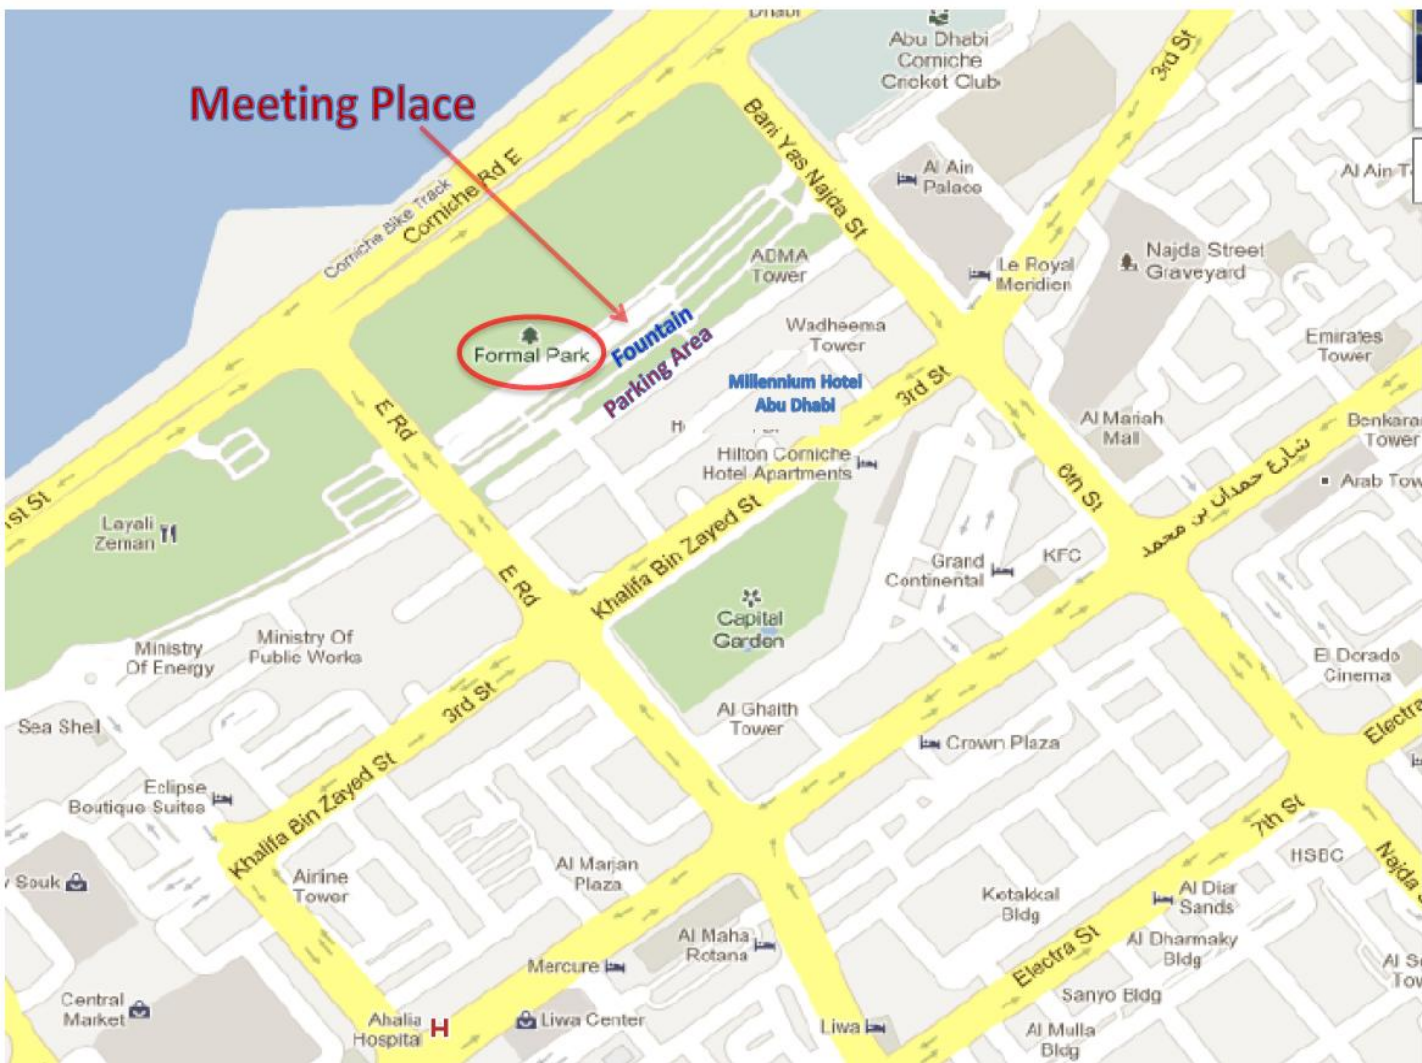 Dhabi
Abu Dhabi
Corniche
Cricket Club
3rd St
Meeting Place
Bani Yas Najda St
Corniche Bike Track
Corniche Rd E
Al Ain
Palace
Al Ain
ADMA
Tower
Le Royal
Meridien
Najda Street
Graveyard
Formal Park
Fountain
Parking Area
Wadheema
Tower
Emirates
Tower
Millennium Hotel
Abu Dhabi
3rd St
E Rd
Al Mariah
Mall
Tower
Hilton Corniche
Hotel Apartments
6th St
شارع حمدان بن محمد
Arab Tow
1st St
Layali
Zeman
Khalifa Bin Zayed St
Grand
Continental
KFC
E Rd
Capital
Garden
Ministry
Of Energy
Ministry Of
Public Works
El Dorado
Cinema
3rd St
Al Ghaith
Tower
Sea Shell
Crown Plaza
Electra
Eclipse
Boutique Suites
Khalifa Bin Zayed St
7th St
Airline
Tower
Al Marjan
Plaza
HSBC
Najda
Souk
Kotakkal
Bldg
Al Diar
Sands
Electra St
Al Maha
Rotana
Al Dharmaky
Bldg
Mercure
Central
Market
Sanyo Bldg
Ahalia
Hospital
H
Liwa Center
Liwa
Al Mulla
Bldg